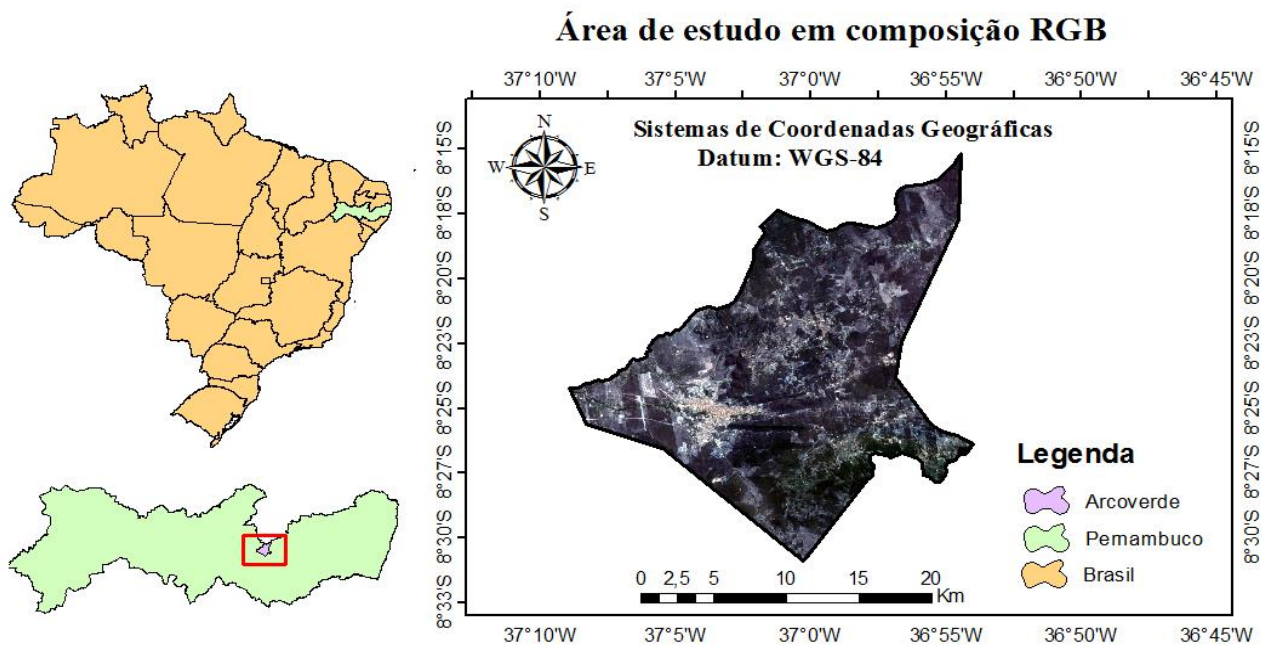 Área de estudo em composição RGB
37°10'W 37°5'W 37°0'W 36°55'W 36°50'W 36°45'W
Sistemas de Coordenadas Geográficas
Datum: WGS-84
N
W E
S
8°15'S
8°18'S
8°20'S
8°23'S
8°25'S
8°27'S
8°30'S
8°33'S
8°15'S
8°18'S
8°20'S
8°23'S
8°25'S
8°27'S
8°30'S
8°33'S
Legenda
Arcoverde
Pernambuco
Brasil
0 2,5 5 10 15 20
Km
37°10'W 37°5'W 37°0'W 36°55'W 36°50'W 36°45'W